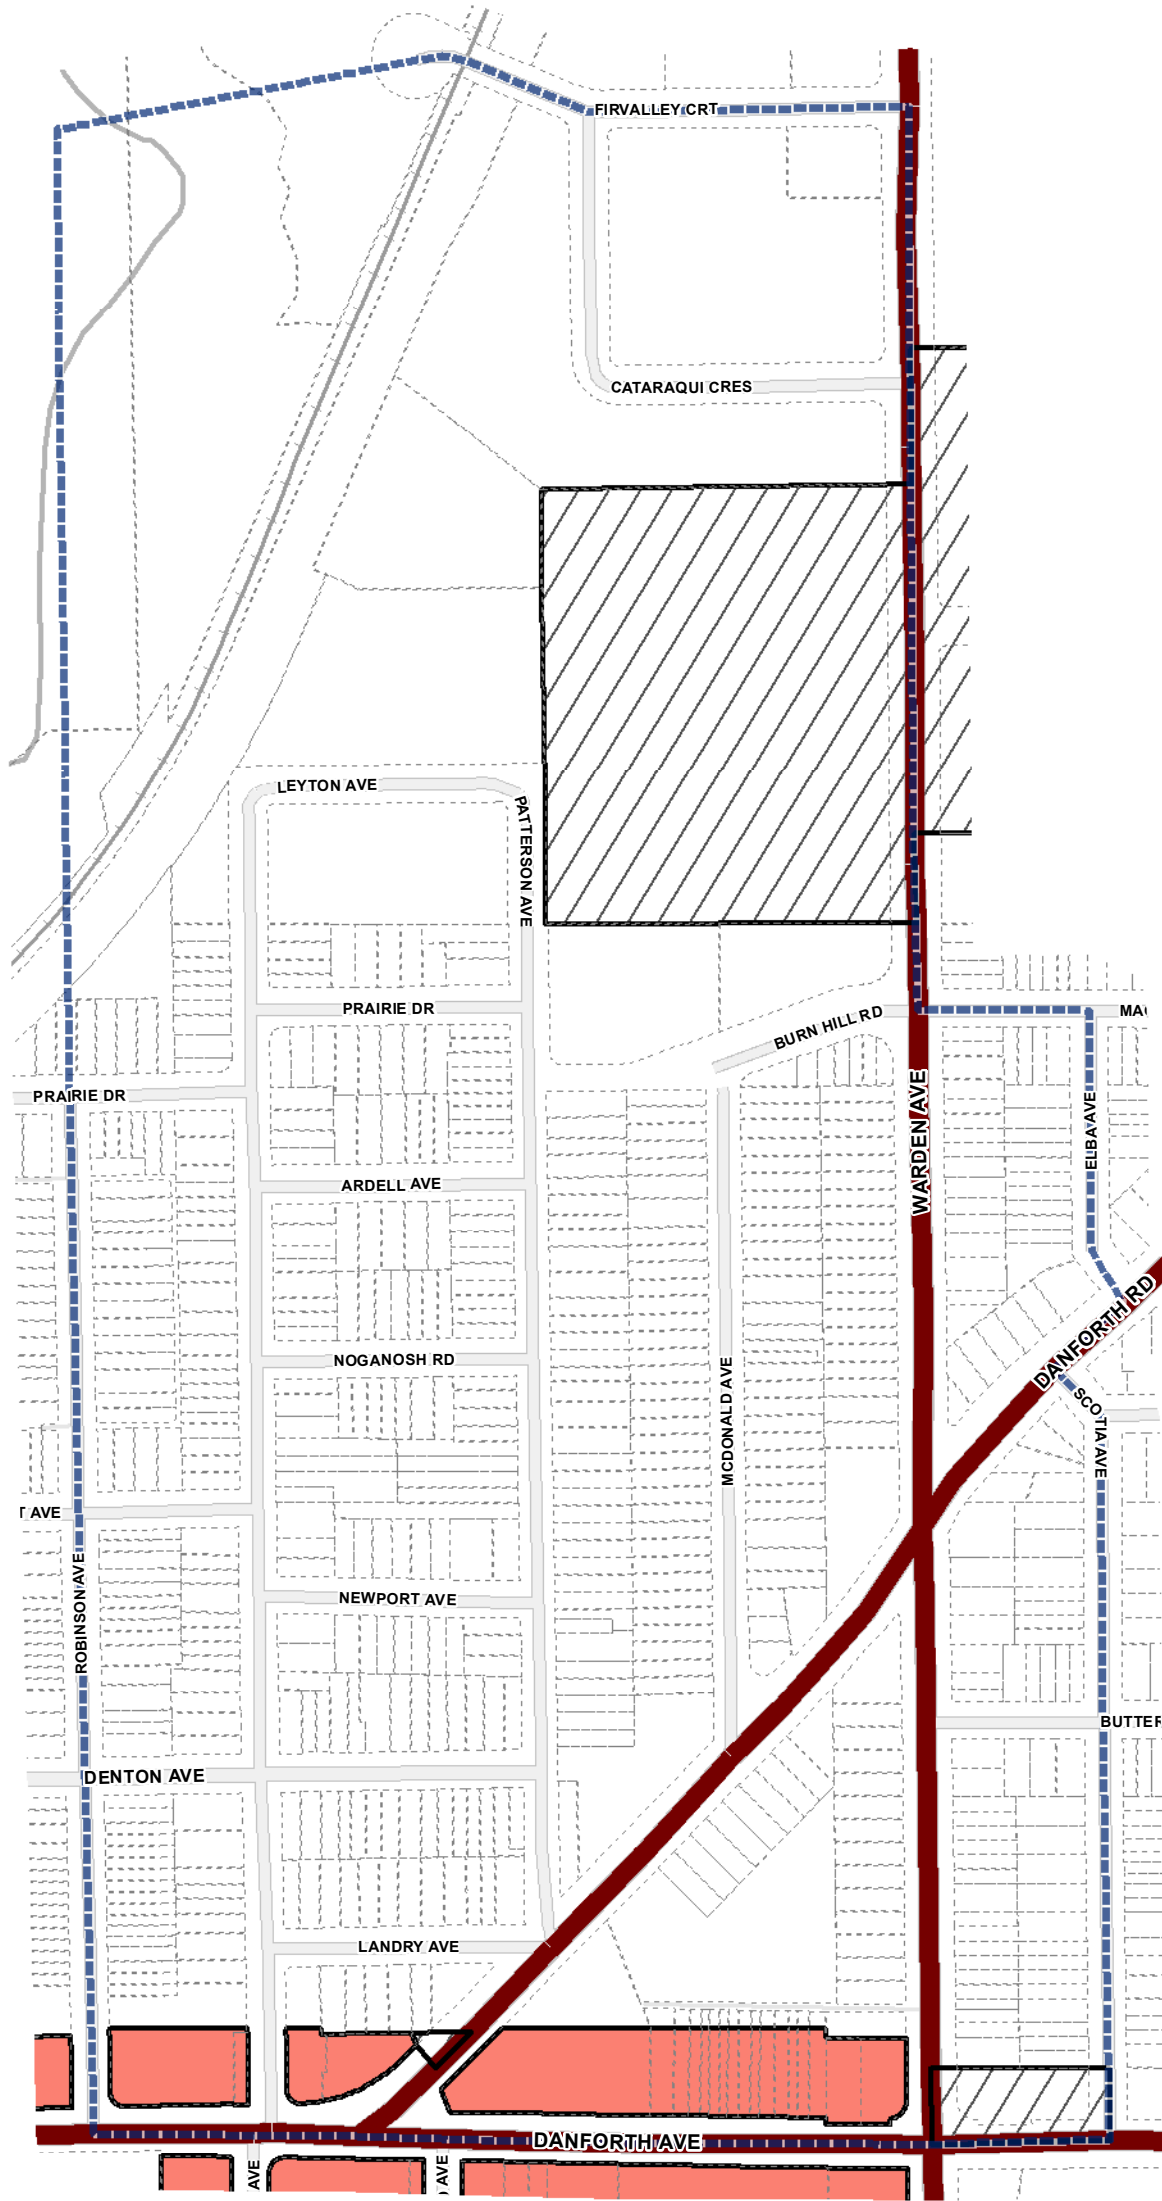 FIRVALLEY CRT
CATARAQUI CRES
LEYTON AVE
PATTERSON AVE
PRAIRIE DR
BURN HILL RD
MAC
PRAIRIE DR
WARDEN AVE
ELBA AVE
ARDELL AVE
DANFORTH RD
NOGANOSH RD
MCDONALD AVE
SCOTIA AVE
T AVE
ROBINSON AVE
NEWPORT AVE
BUTTER
DENTON AVE
LANDRY AVE
DANFORTH AVE
AVE
D AVE